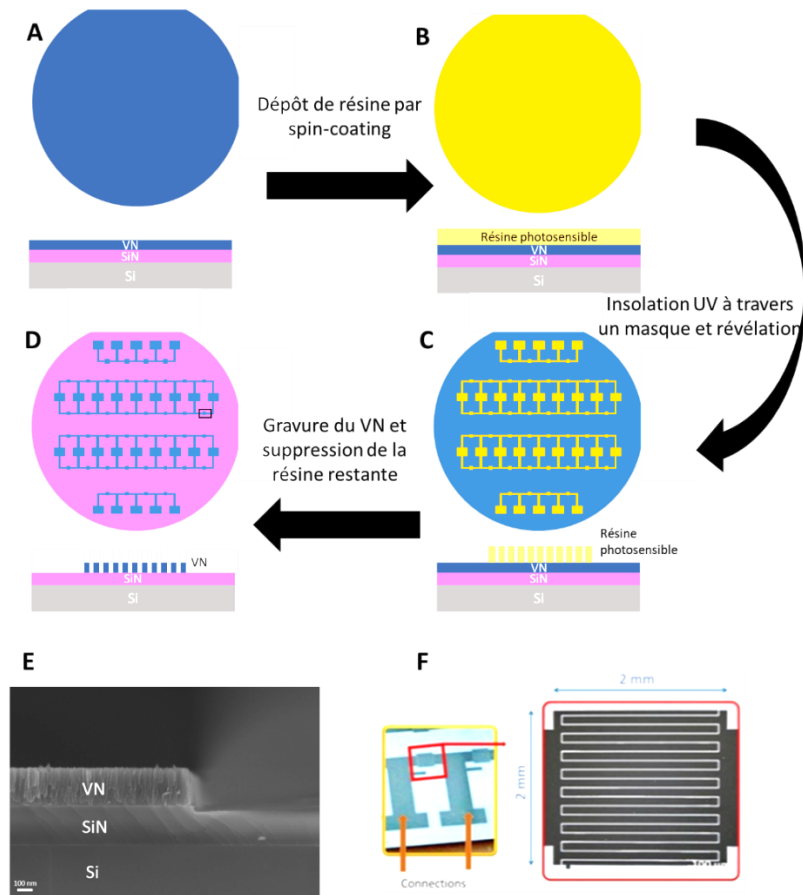 A
B
Dépôt de résine par
spin-coating
VN
SiN
Si
Résine photosensible
VN
SiN
Si
Insolation UV à travers
un masque et révélation
D
C
Gravure du VN et
suppression de la
résine restante
VN
SiN
Si
Résine
photosensible
VN
SiN
Si
E
F
VN
SiN
Si
100 nm
2 mm
2 mm
Connections